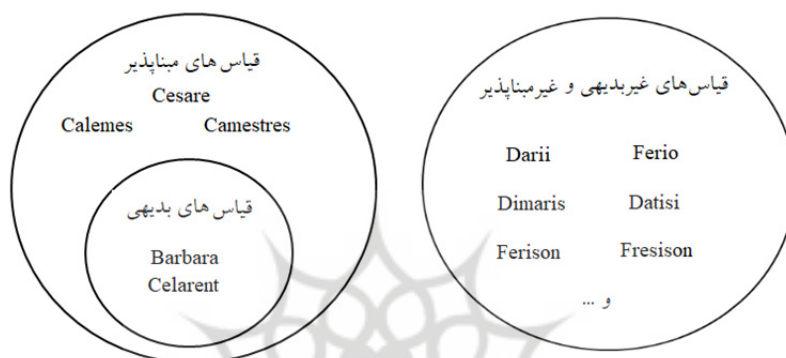 قیاس های مبناپذیر
Cesare
Calemes Camestres
قیاس های بدیهی
Barbara
Celarent
قیاس‌های غیربدیهی و غیرمبناپذیر
Darii Ferio
Dimaris Datisi
Ferison Fresison
و ...